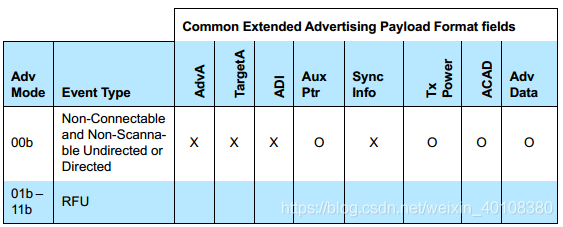 Common Extended Advertising Payload Format fields
Adv Mode
Event Type
AdvA
TargetA
ADI
Aux Ptr
Sync Info
Tx Power
ACAD
Adv Data
00b
Non-Connectable
and Non-Scanna-
ble Undirected or
Directed
X
X
X
O
X
O
O
O
01b –
11b
RFU
https://blog.csdn.net/weixin_40108380